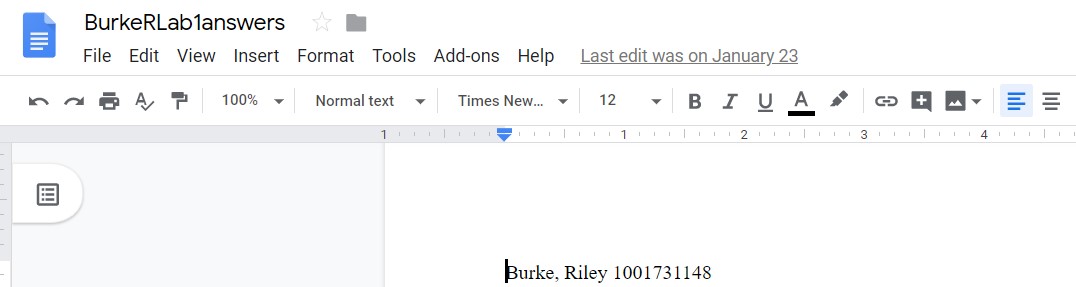 BurkeRLab1answers
File Edit View Insert Format Tools Add-ons Help Last edit was on January 23
100% Normal text Times New... 12 B I U A
1 1 2 3 4
Burke, Riley 1001731148